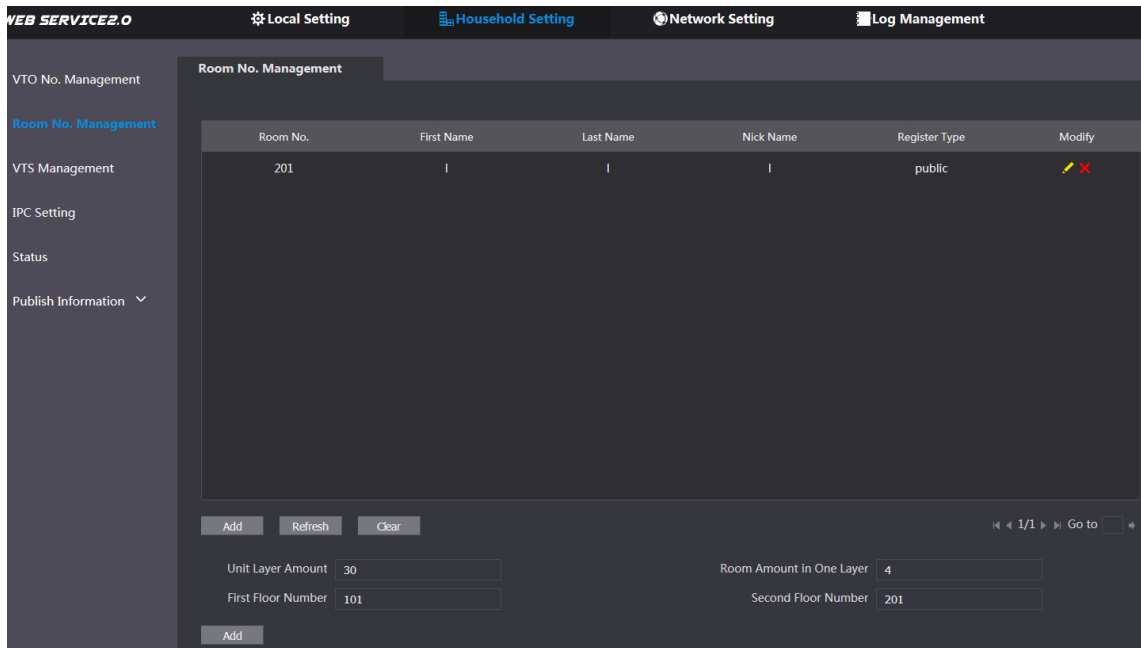 WEB SERVICE2.0 Local Setting Household Setting Network Setting Log Management
VTO No. Management
Room No. Management
VTS Management
IPC Setting
Status
Publish Information
Room No. Management
Room No. First Name Last Name Nick Name Register Type Modify
201 l l l public
Add Refresh Clear 1/1 Go to
Unit Layer Amount 30 Room Amount in One Layer 4
First Floor Number 101 Second Floor Number 201
Add